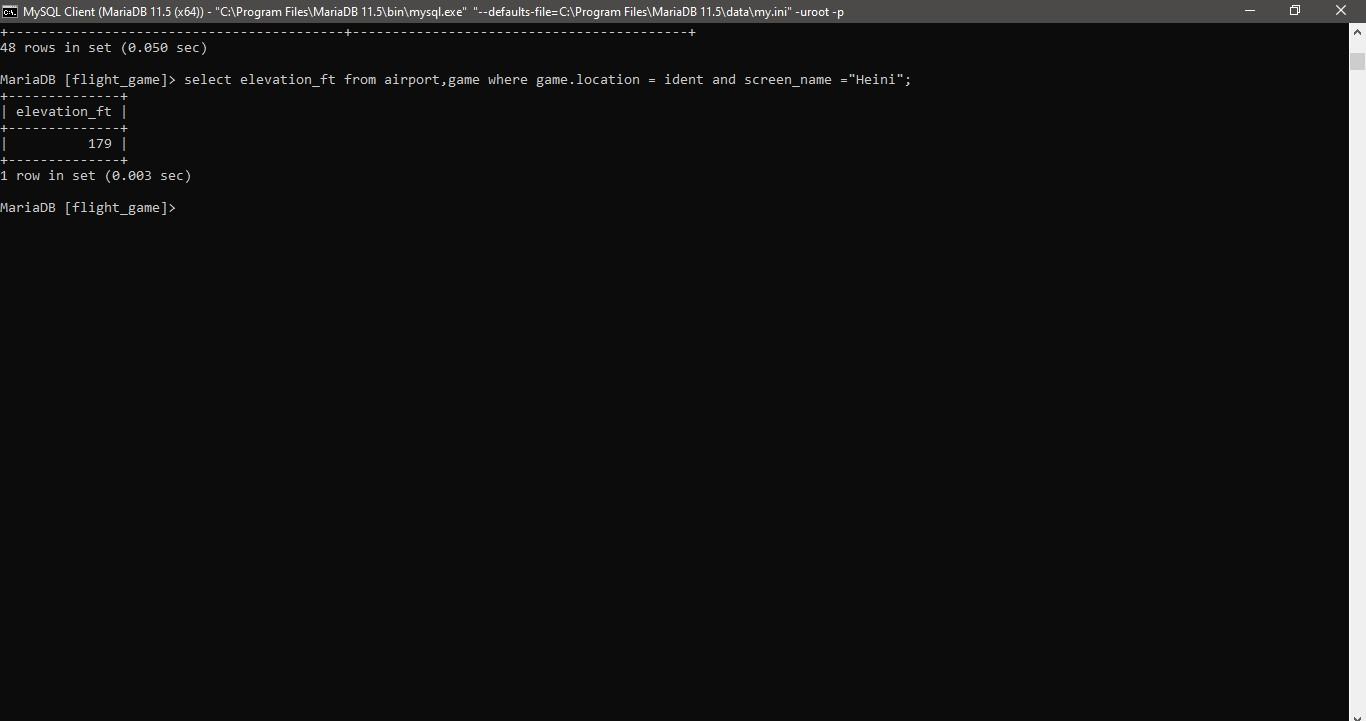 MySQL Client (MariaDB 11.5 (x64)) - "C:\Program Files\MariaDB 11.5\bin\mysql.exe" "--defaults-file=C:\Program Files\MariaDB 11.5\data\my.ini" -uroot -p
+------------------------------------------+------------------------------------------+
48 rows in set (0.050 sec)
MariaDB [flight_game]> select elevation_ft from airport,game where game.location = ident and screen_name ="Heini";
+--------------+
| elevation_ft |
+--------------+
|          179 |
+--------------+
1 row in set (0.003 sec)
MariaDB [flight_game]>